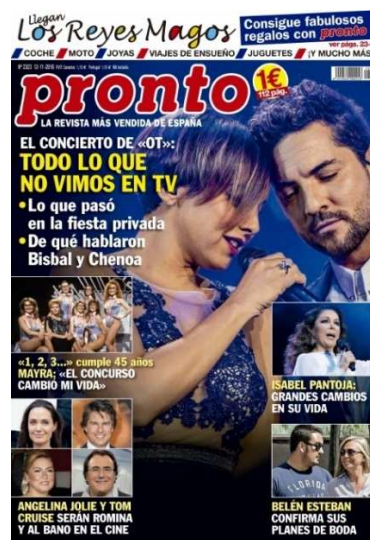 Llegan
Los Reyes Magos
Consigue fabulosos
regalos con pronto
COCHE / MOTO / JOYAS / VIAJES DE ENSUEÑO / JUGUETES / ¡Y MUCHO MÁS
pronto
1€
112 pág.
LA REVISTA MÁS VENDIDA DE ESPAÑA
EL CONCIERTO DE «OT»:
TODO LO QUE
NO VIMOS EN TV
•Lo que pasó
en la fiesta privada
•De qué hablaron
Bisbal y Chenoa
«1, 2, 3...» cumple 45 años
MAYRA: «EL CONCURSO
CAMBIÓ MI VIDA»
ISABEL PANTOJA:
GRANDES CAMBIOS
EN SU VIDA
ANGELINA JOLIE Y TOM
CRUISE SERÁN ROMINA
Y AL BANO EN EL CINE
BELÉN ESTEBAN
CONFIRMA SUS
PLANES DE BODA